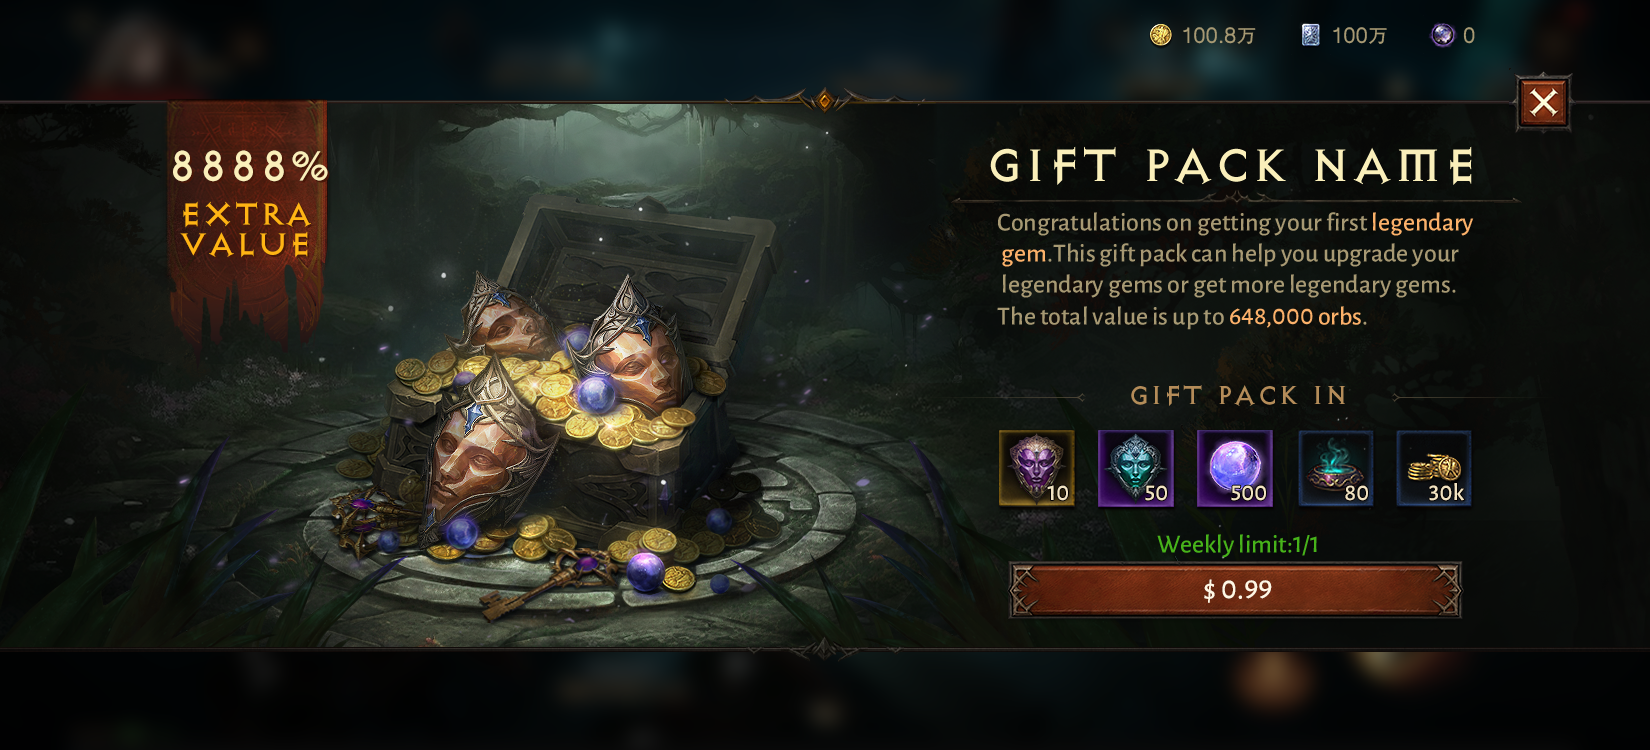 100.8万 100万 0
8888%
EXTRA
VALUE
GIFT PACK NAME
Congratulations on getting your first legendary
gem.This gift pack can help you upgrade your
legendary gems or get more legendary gems.
The total value is up to 648,000 orbs.
GIFT PACK IN
10 50 500 80 30k
Weekly limit:1/1
$ 0.99